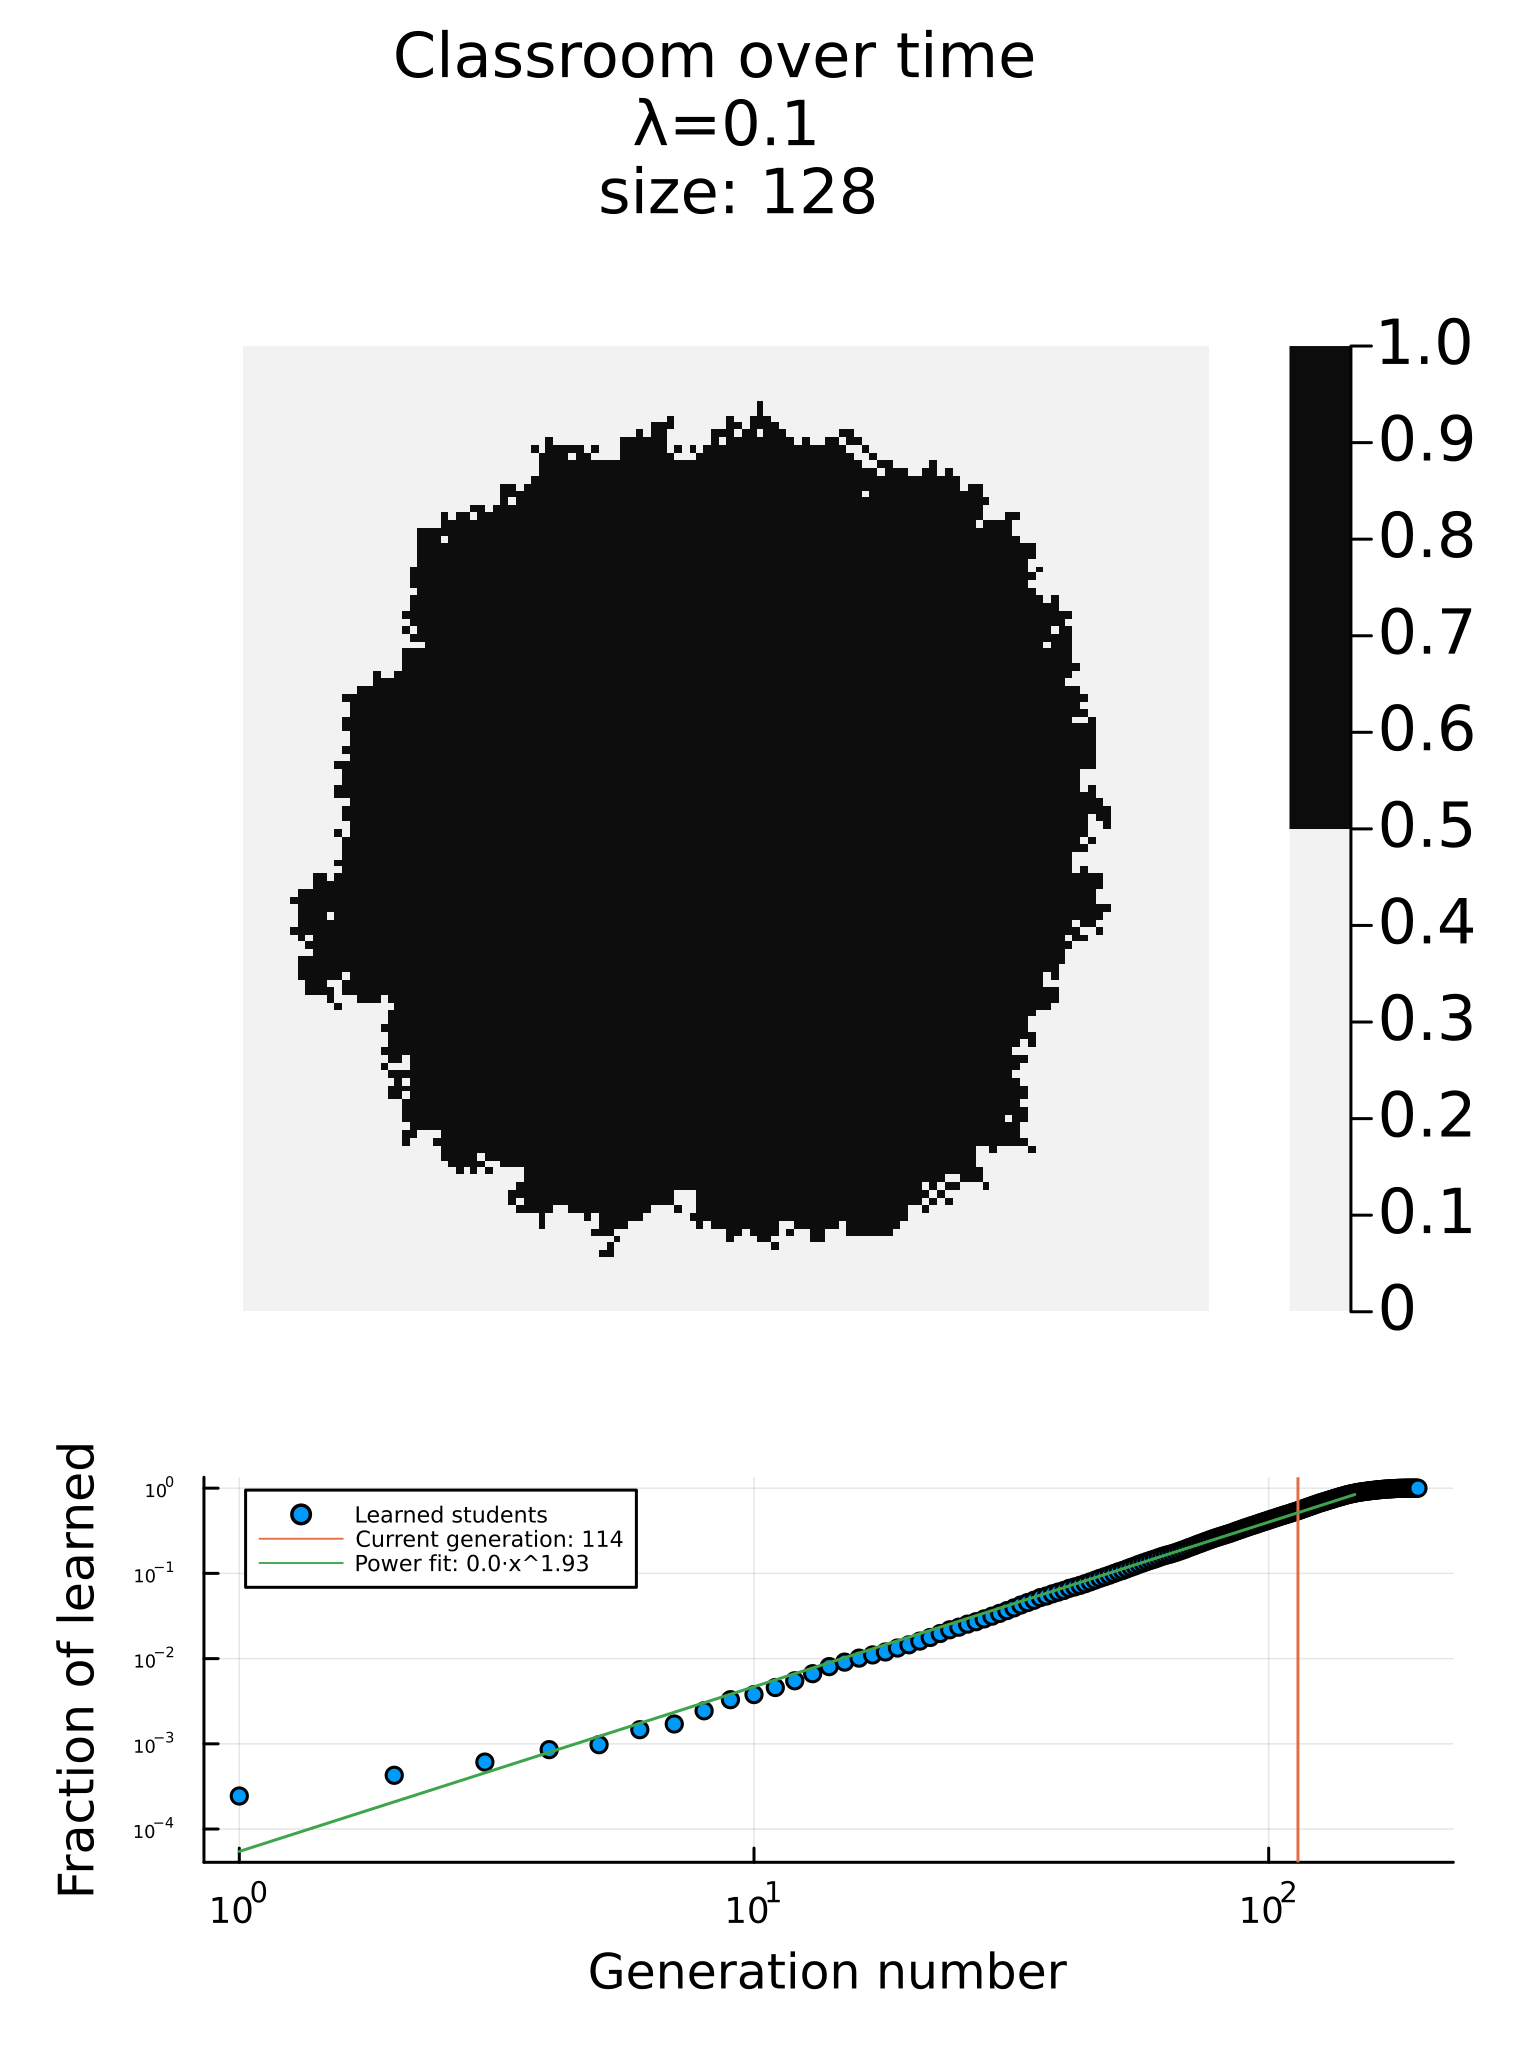 Classroom over time
λ=0.1
size: 128
1.0
0.9
0.8
0.7
0.6
0.5
0.4
0.3
0.2
0.1
0
Fraction of learned
10⁰
10⁻¹
10⁻²
10⁻³
10⁻⁴
Learned students
Current generation: 114
Power fit: 0.0·x^1.93
10⁰ 10¹ 10²
Generation number